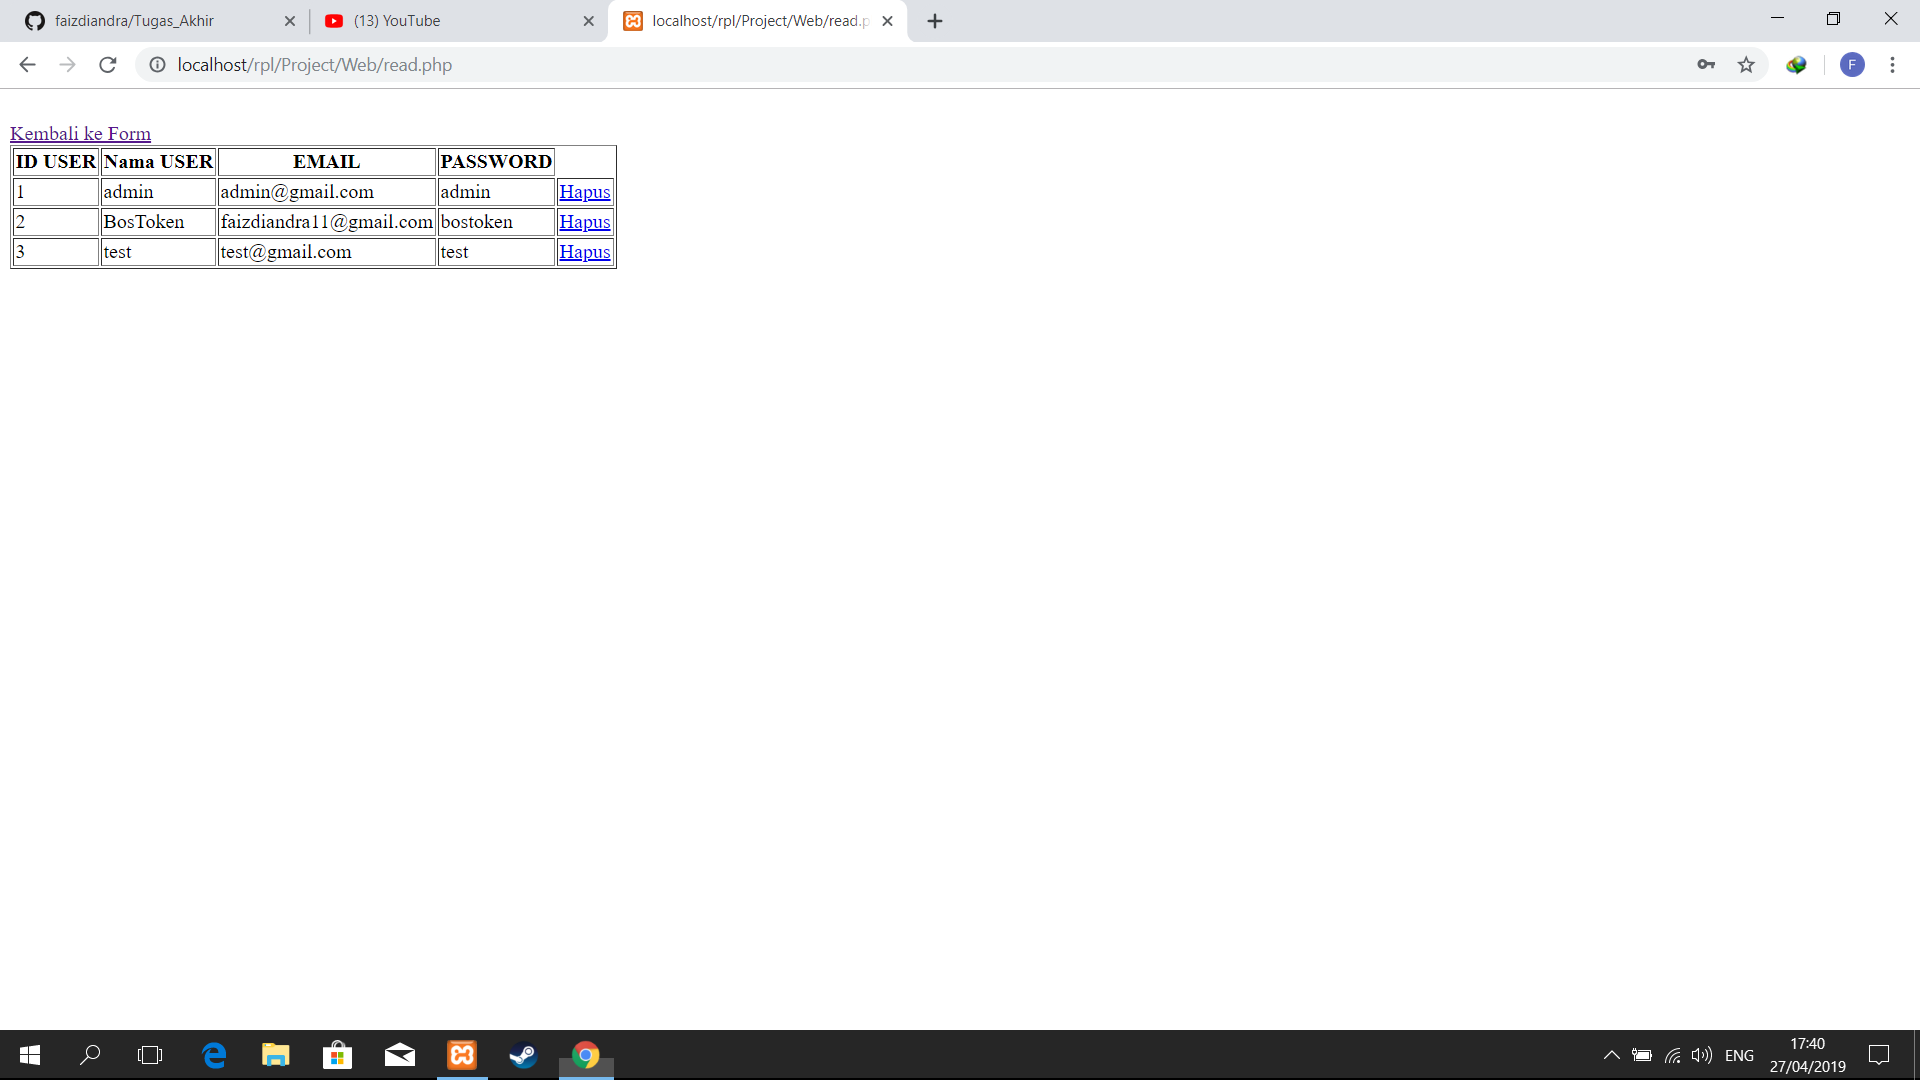 faizdiandra/Tugas_Akhir (13) YouTube localhost/rpl/Project/Web/read.p
localhost/rpl/Project/Web/read.php F
Kembali ke Form
ID USER Nama USER EMAIL PASSWORD
1 admin admin@gmail.com admin Hapus
2 BosToken faizdiandra11@gmail.com bostoken Hapus
3 test test@gmail.com test Hapus
ENG 17:40
27/04/2019